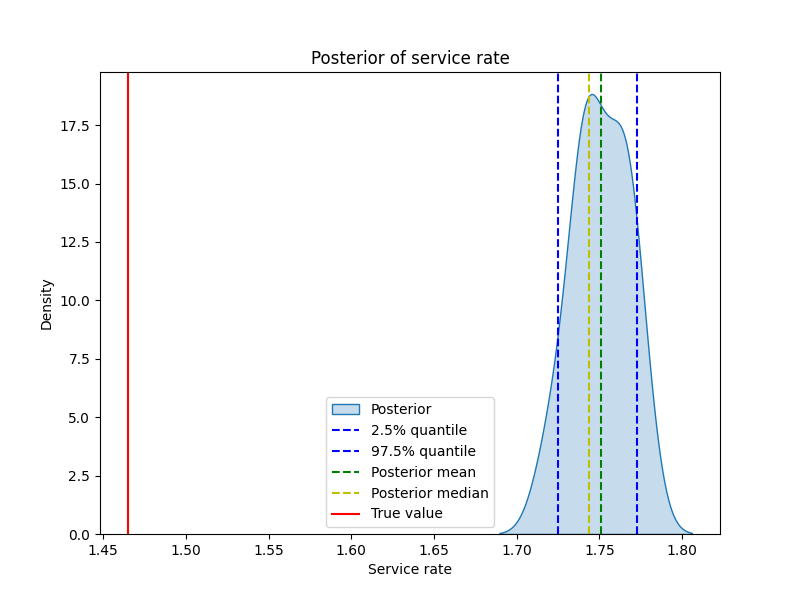 Posterior of service rate
Density
17.5
15.0
12.5
10.0
7.5
5.0
2.5
0.0
Posterior
2.5% quantile
97.5% quantile
Posterior mean
Posterior median
True value
1.45 1.50 1.55 1.60 1.65 1.70 1.75 1.80
Service rate